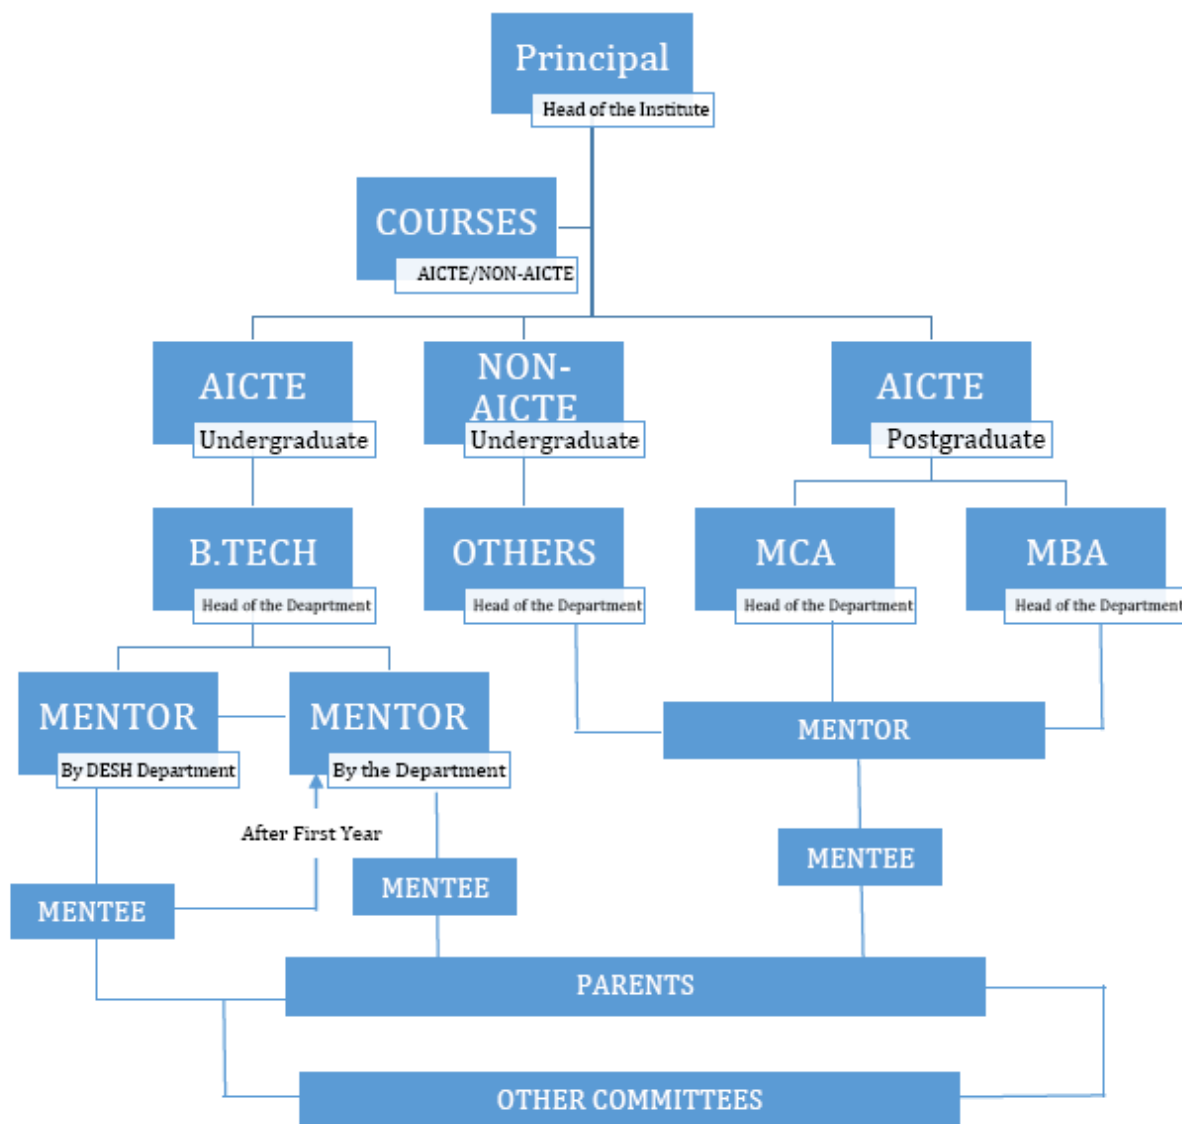 Principal
Head of the Institute
COURSES
AICTE/NON-AICTE
AICTE
Undergraduate
NON-
AICTE
Undergraduate
AICTE
Postgraduate
B.TECH
Head of the Deaprtment
OTHERS
Head of the Department
MCA
Head of the Department
MBA
Head of the Department
MENTOR
By DESH Department
MENTOR
By the Department
MENTOR
After First Year
MENTEE
MENTEE
MENTEE
PARENTS
OTHER COMMITTEES